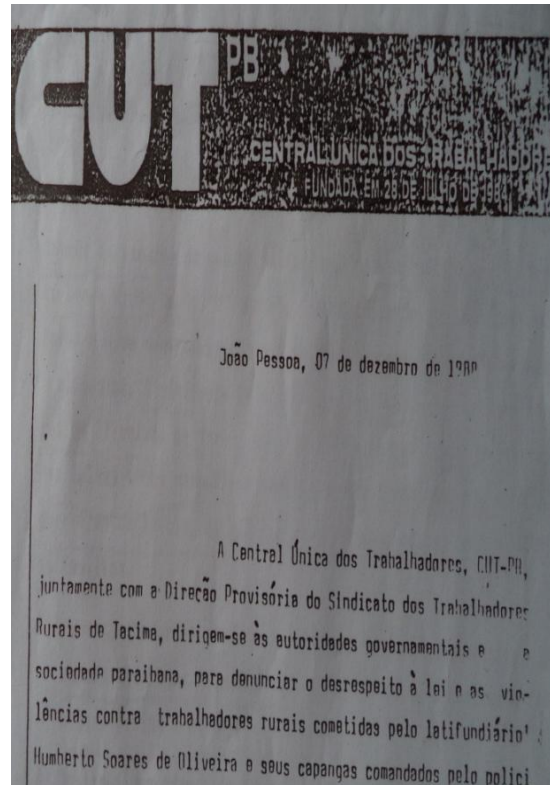 CUT
PB
CENTRAL ÚNICA DOS TRABALHADORE
FUNDADA EM 28 DE JULHO DE 1984
João Pessoa, 07 de dezembro de
A Central Única dos Trabalhadores, CUT-PB,
juntamente com a Direção Provisória do Sindicato dos Trabalhadores
Rurais de Tacima, dirigem-se às autoridades governamentais e a
sociedade paraibana, para denunciar o desrespeito à lei e as vio-
lências contra trabalhadores rurais cometidas pelo latifundiário'
Humberto Soares de Oliveira e seus capangas comandados pelo polici